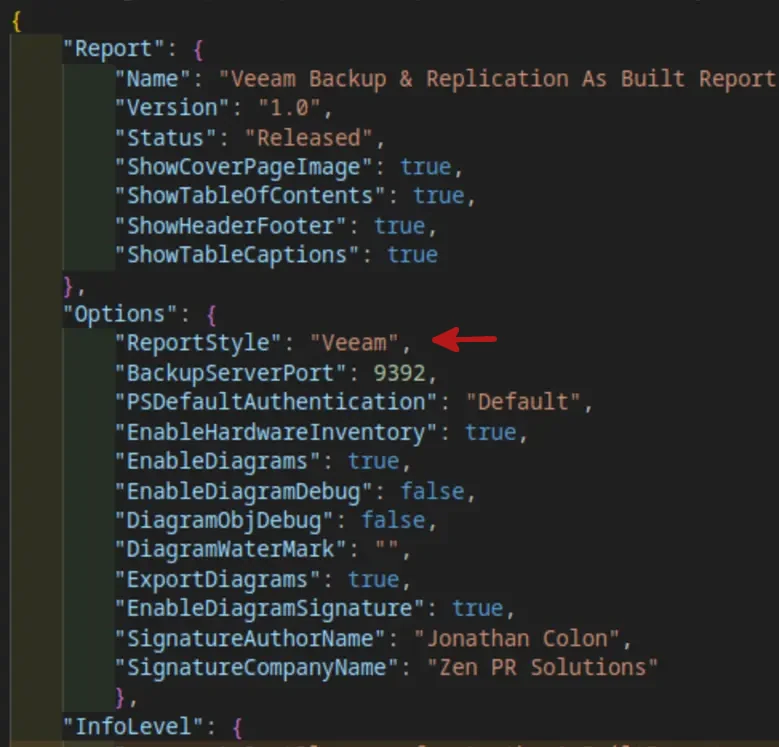 {
"Report": {
"Name": "Veeam Backup & Replication As Built Report
"Version": "1.0",
"Status": "Released",
"ShowCoverPageImage": true,
"ShowTableOfContents": true,
"ShowHeaderFooter": true,
"ShowTableCaptions": true
},
"Options": {
"ReportStyle": "Veeam",
"BackupServerPort": 9392,
"PSDefaultAuthentication": "Default",
"EnableHardwareInventory": true,
"EnableDiagrams": true,
"EnableDiagramDebug": false,
"DiagramObjDebug": false,
"DiagramWaterMark": "",
"ExportDiagrams": true,
"EnableDiagramSignature": true,
"SignatureAuthorName": "Jonathan Colon",
"SignatureCompanyName": "Zen PR Solutions"
},
"InfoLevel": {